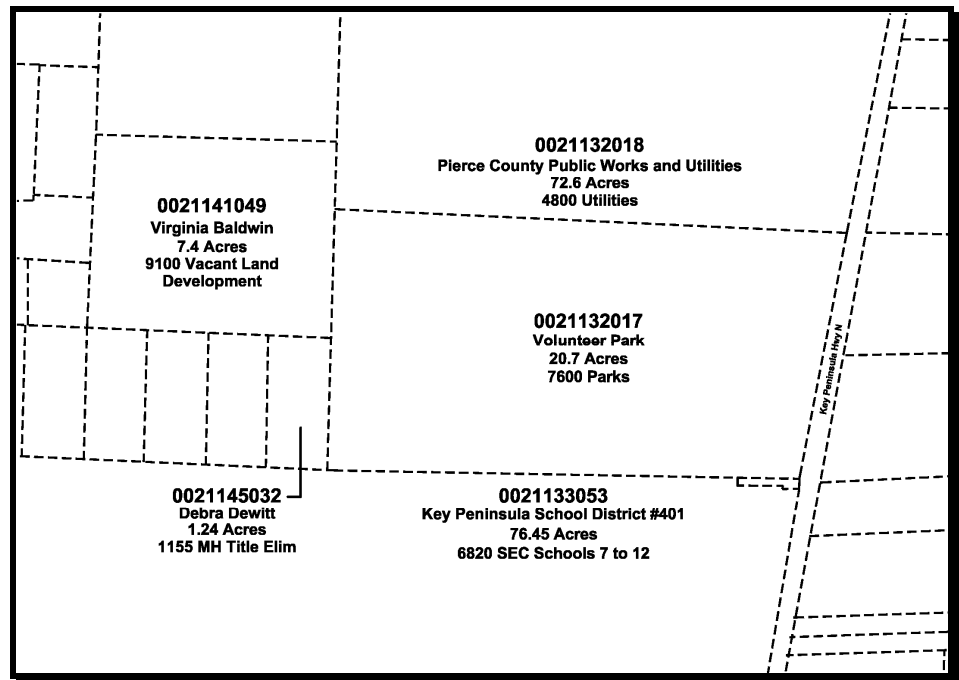 0021132018
Pierce County Public Works and Utilities
72.6 Acres
4800 Utilities
0021141049
Virginia Baldwin
7.4 Acres
9100 Vacant Land
Development
0021132017
Volunteer Park
20.7 Acres
7600 Parks
Key Peninsula Hwy N
0021145032
Debra Dewitt
1.24 Acres
1155 MH Title Elim
0021133053
Key Peninsula School District #401
76.45 Acres
6820 SEC Schools 7 to 12